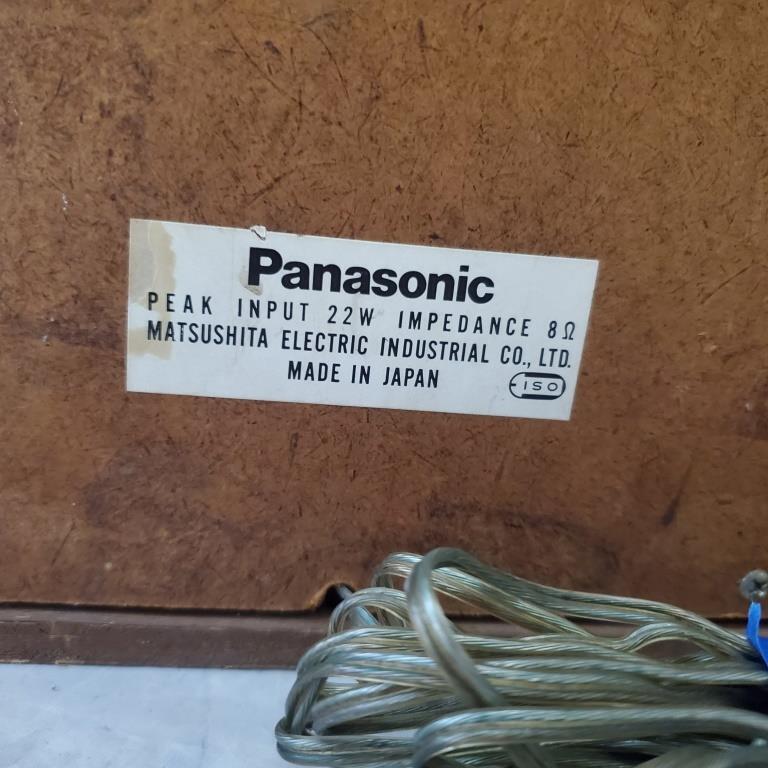 Panasonic
PEAK INPUT 22W IMPEDANCE 8Ω
MATSUSHITA ELECTRIC INDUSTRIAL CO., LTD.
MADE IN JAPAN
ISO